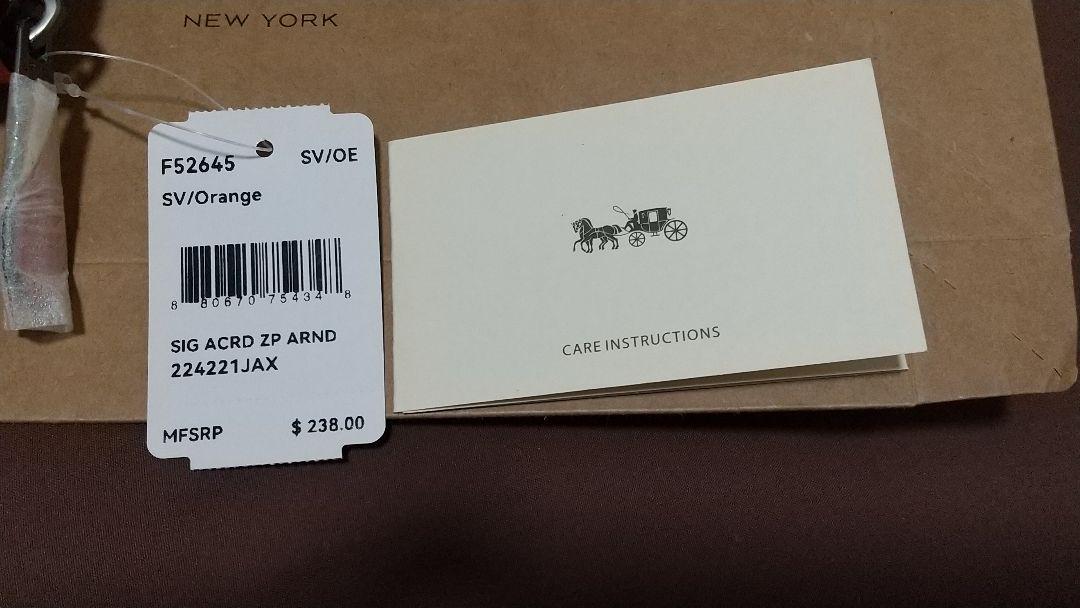 NEW YORK
F52645 SV/OE
SV/Orange
8 80670 75434 8
SIG ACRD ZP ARND
224221JAX
MFSRP $ 238.00
CARE INSTRUCTIONS